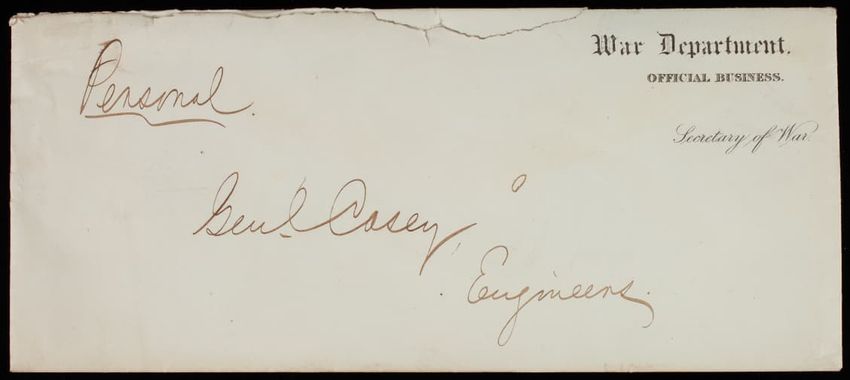 War Department.
OFFICIAL BUSINESS.
Secretary of War.
Personal.
Genl. Casey,
Engineers.